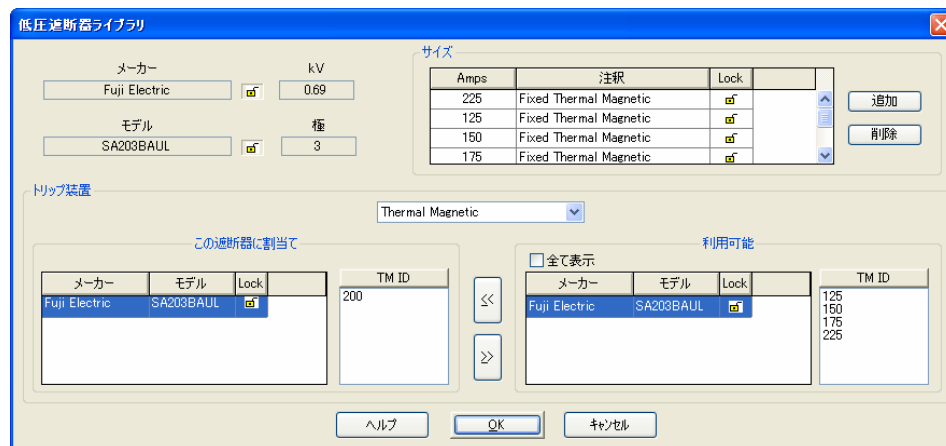 低圧遮断器ライブラリ
メーカー kV
Fuji Electric 0.69
モデル 極
SA203BAUL 3
サイズ
Amps 注釈 Lock
225 Fixed Thermal Magnetic
125 Fixed Thermal Magnetic
150 Fixed Thermal Magnetic
175 Fixed Thermal Magnetic
追加
削除
トリップ装置
Thermal Magnetic
この遮断器に割当て
メーカー モデル Lock
Fuji Electric SA203BAUL
TM ID
200
<<
>>
利用可能
全て表示
メーカー モデル Lock
Fuji Electric SA203BAUL
TM ID
125
150
175
225
ヘルプ OK キャンセル